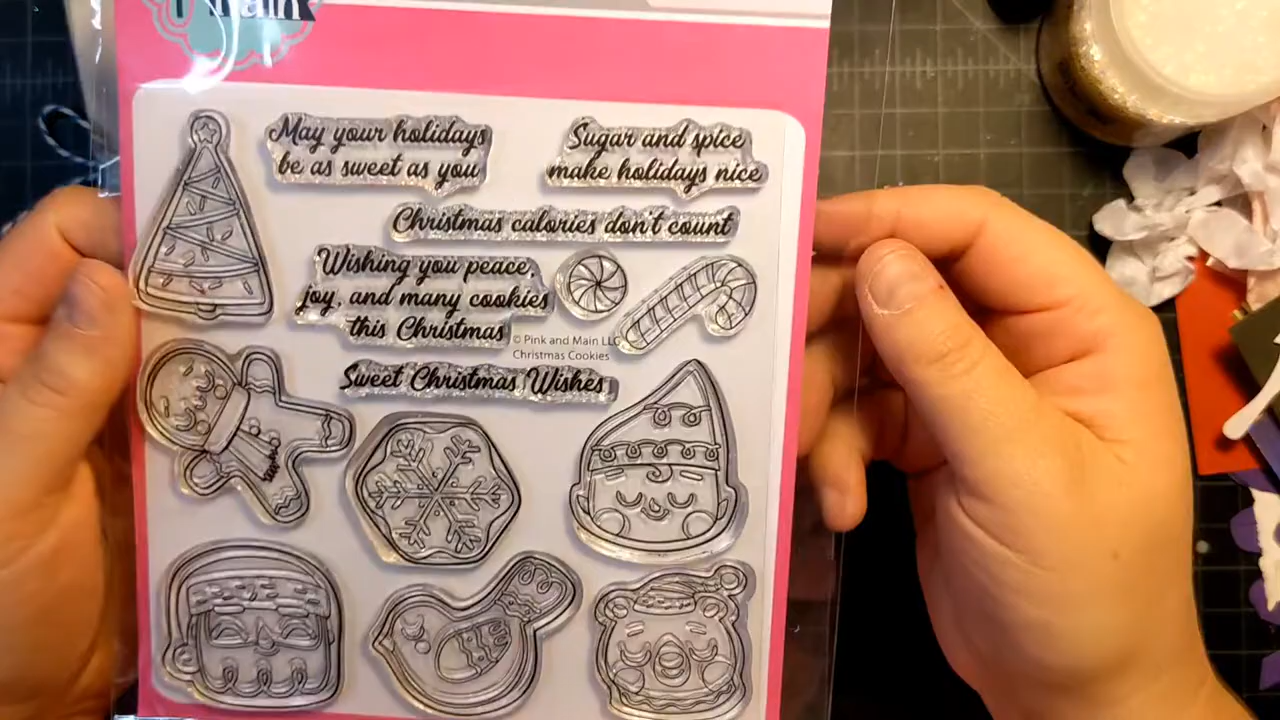 main
May your holidays
be as sweet as you
Sugar and spice
make holidays nice
Christmas calories don't count
Wishing you peace,
joy, and many cookies
this Christmas
© Pink and Main LLC
Christmas Cookies
Sweet Christmas Wishes